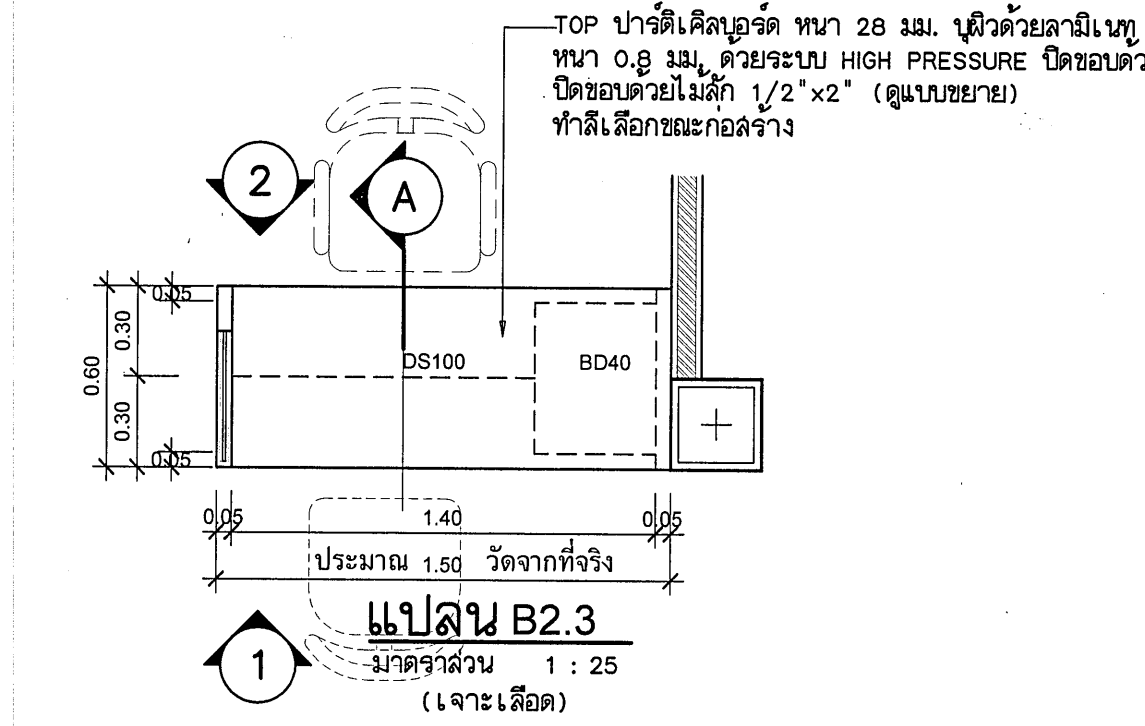 TOP ปาร์ติเคิลบอร์ด หนา 28 มม. บุผิวด้วยลามิเนท
หนา 0.8 มม. ด้วยระบบ HIGH PRESSURE ปิดขอบด้ว
ปิดขอบด้วยไม้สัก 1/2"x2" (ดูแบบขยาย)
ทำสีเลือกขณะก่อสร้าง
2
A
0.05
0.30
0.60
DS100
BD40
0.30
0.05
0.05
1.40
0.05
ประมาณ 1.50 วัดจากที่จริง
แปลน B2.3
1
มาตราส่วน 1 : 25
(เจาะเลือด)